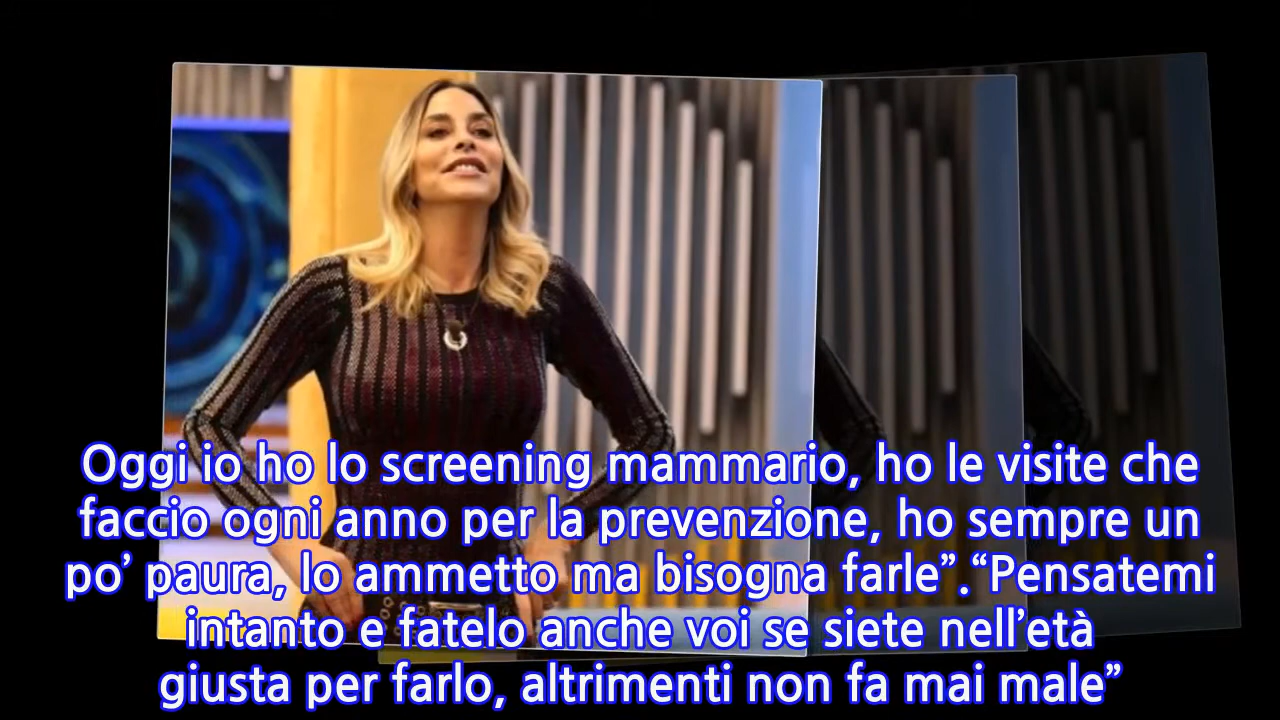 Oggi io ho lo screening mammario, ho le visite che
faccio ogni anno per la prevenzione, ho sempre un
po’ paura, lo ammetto ma bisogna farle”.“Pensatemi
intanto e fatelo anche voi se siete nell’età
giusta per farlo, altrimenti non fa mai male”